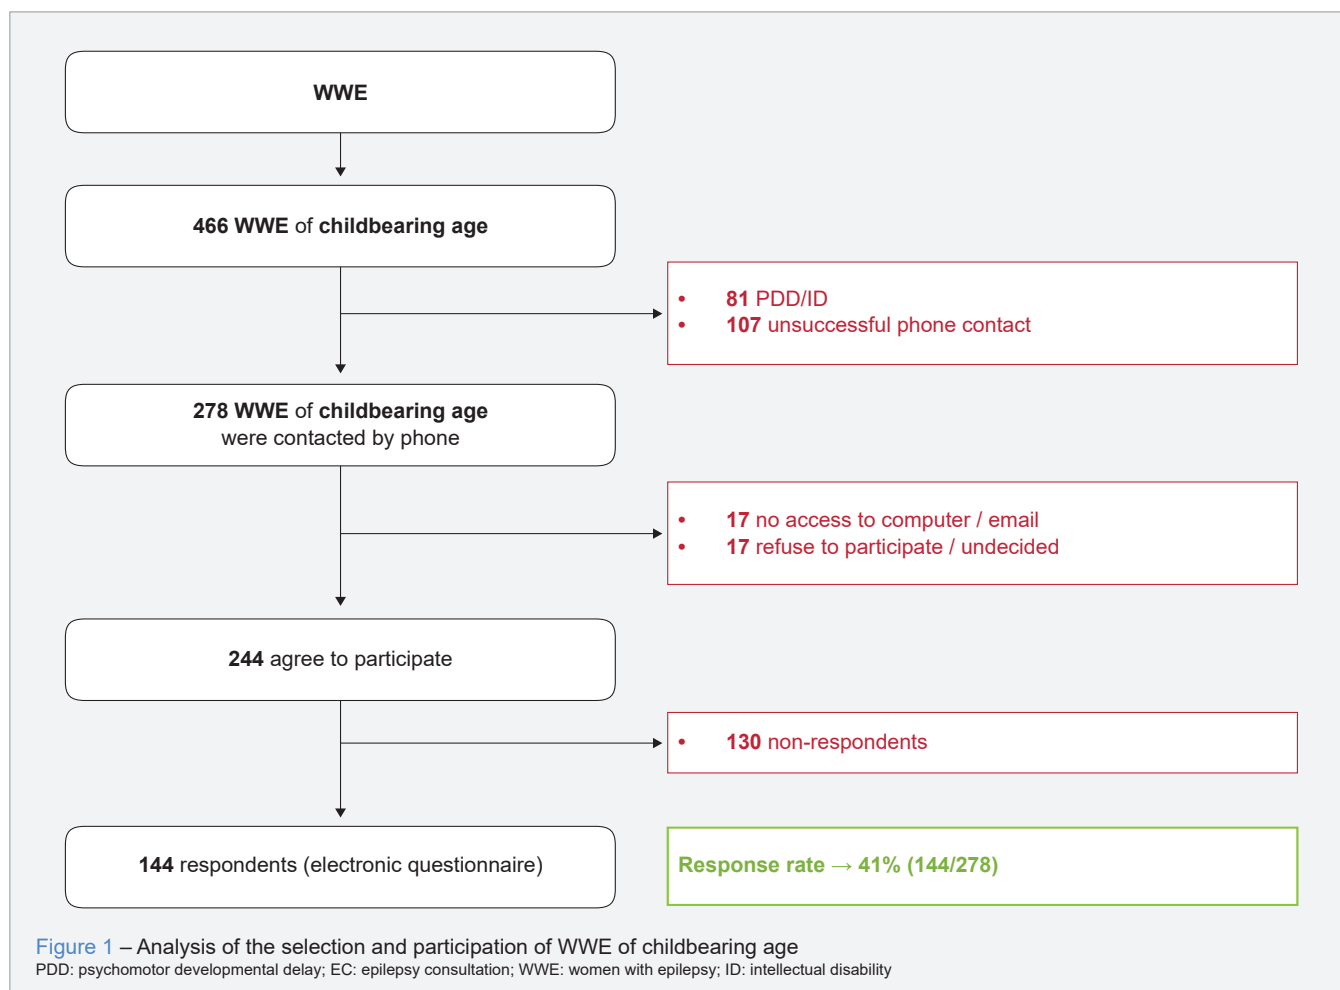 WWE
466 WWE of childbearing age
• 81 PDD/ID
• 107 unsuccessful phone contact
278 WWE of childbearing age
were contacted by phone
• 17 no access to computer / email
• 17 refuse to participate / undecided
244 agree to participate
• 130 non-respondents
144 respondents (electronic questionnaire)
Response rate → 41% (144/278)
Figure 1 – Analysis of the selection and participation of WWE of childbearing age
PDD: psychomotor developmental delay; EC: epilepsy consultation; WWE: women with epilepsy; ID: intellectual disability